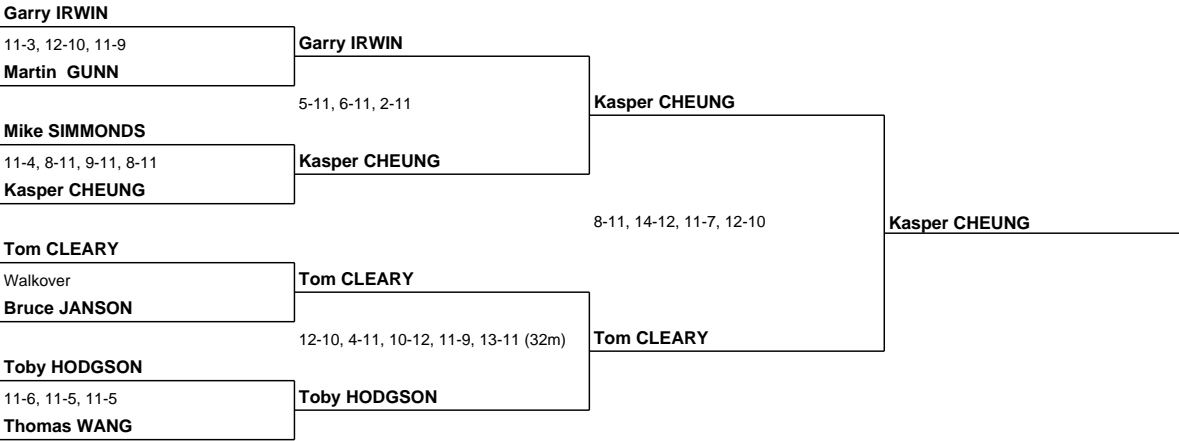 Garry IRWIN
11-3, 12-10, 11-9
Martin  GUNN
Mike SIMMONDS
11-4, 8-11, 9-11, 8-11
Kasper CHEUNG
Tom CLEARY
Walkover
Bruce JANSON
Toby HODGSON
11-6, 11-5, 11-5
Thomas WANG
Garry IRWIN
5-11, 6-11, 2-11
Kasper CHEUNG
Tom CLEARY
12-10, 4-11, 10-12, 11-9, 13-11 (32m)
Toby HODGSON
Kasper CHEUNG
8-11, 14-12, 11-7, 12-10
Tom CLEARY
Kasper CHEUNG